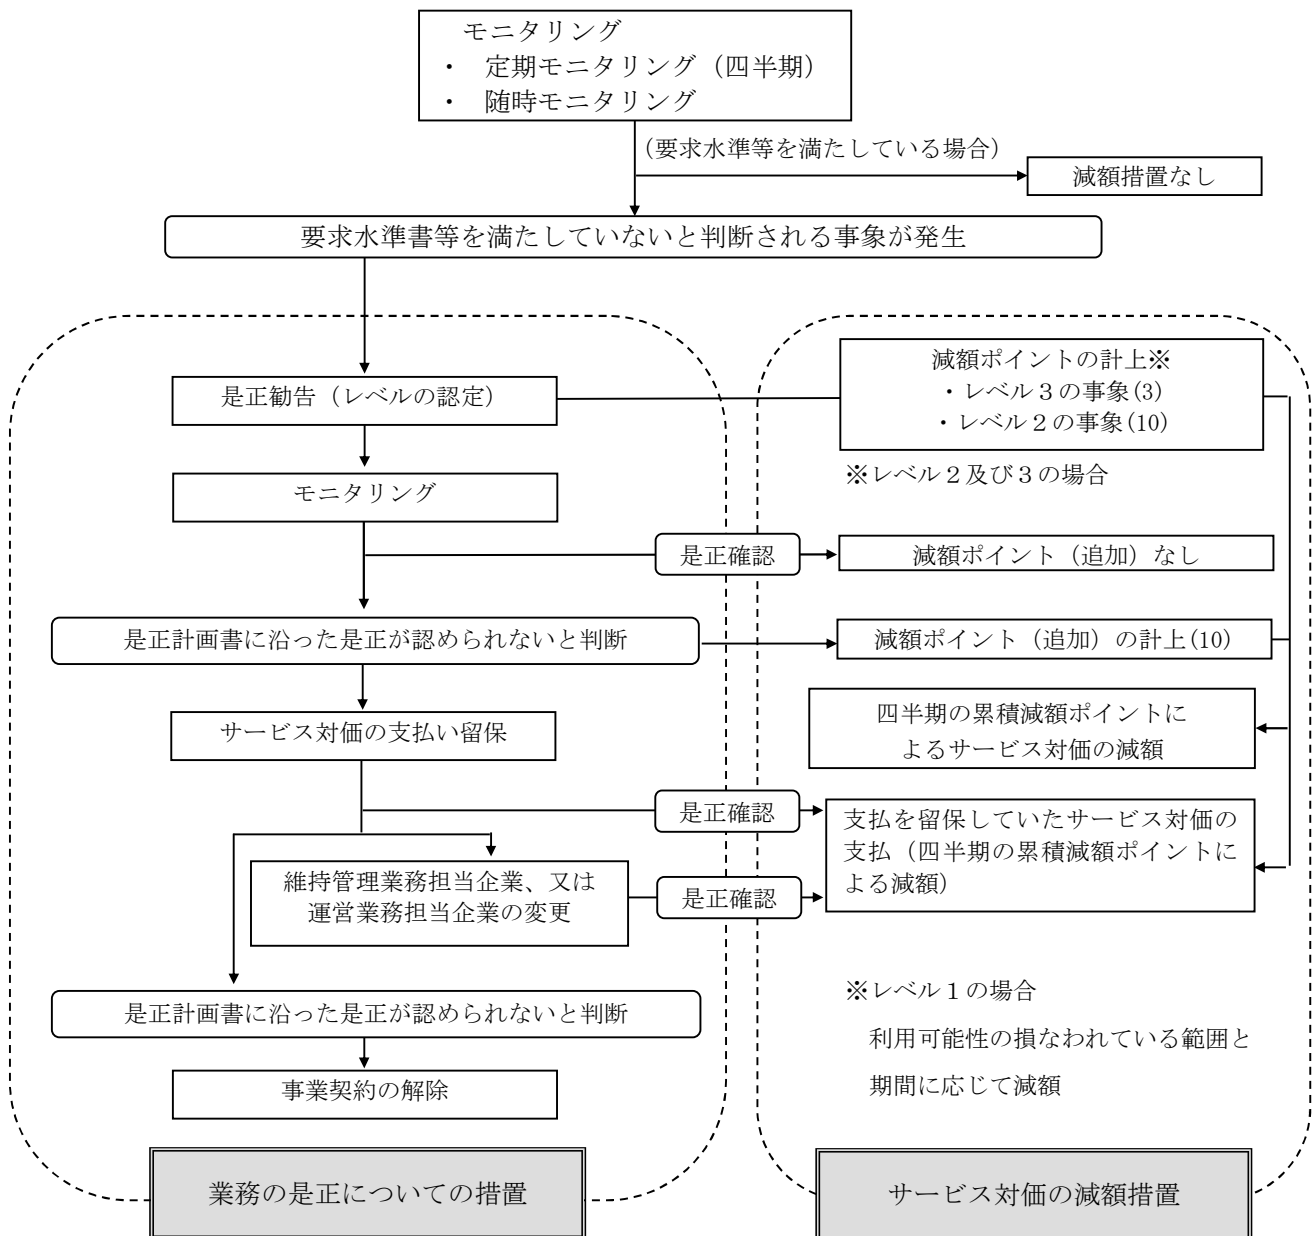 モニタリング
・ 定期モニタリング（四半期）
・ 随時モニタリング
（要求水準等を満たしている場合）
減額措置なし
要求水準書等を満たしていないと判断される事象が発生
減額ポイントの計上※
・レベル３の事象(3)
・レベル２の事象(10)
是正勧告（レベルの認定）
※レベル２及び３の場合
モニタリング
是正確認
減額ポイント（追加）なし
是正計画書に沿った是正が認められないと判断
減額ポイント（追加）の計上(10)
サービス対価の支払い留保
四半期の累積減額ポイントに
よるサービス対価の減額
是正確認
支払を留保していたサービス対価の
支払（四半期の累積減額ポイントに
よる減額）
維持管理業務担当企業、又は
運営業務担当企業の変更
是正確認
是正計画書に沿った是正が認められないと判断
※レベル１の場合
利用可能性の損なわれている範囲と
期間に応じて減額
事業契約の解除
業務の是正についての措置
サービス対価の減額措置